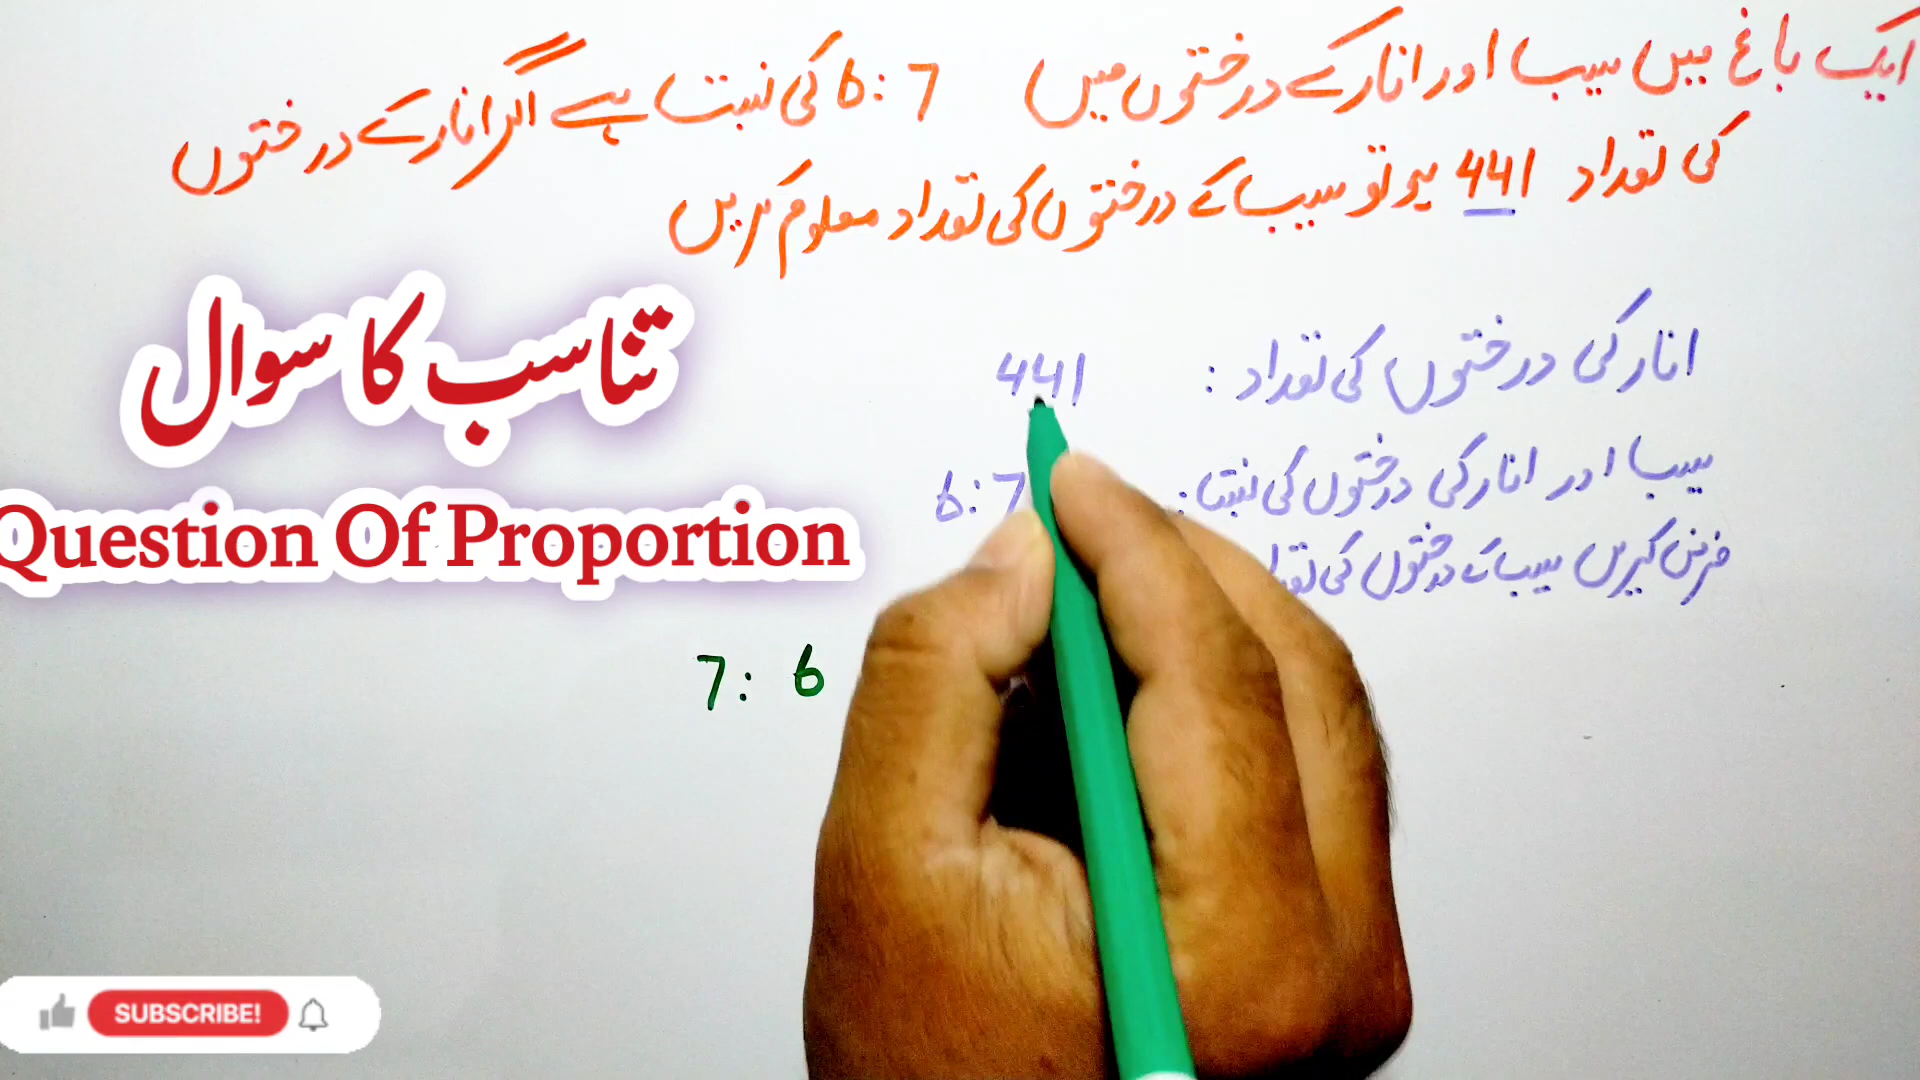 ایک باغ میں سیب اور انار کے درختوں میں 6:7 کی نسبت ہے اگر انار کے درختوں
کی تعداد 441 ہو تو سیب کے درختوں کی تعداد معلوم کریں
تناسب کا سوال
Question Of Proportion
انار کی درختوں کی تعداد : 441
سیب اور انار کی درختوں کی نسبت : 6:7
فرض کریں سیب کے درختوں کی
7: 6
SUBSCRIBE!